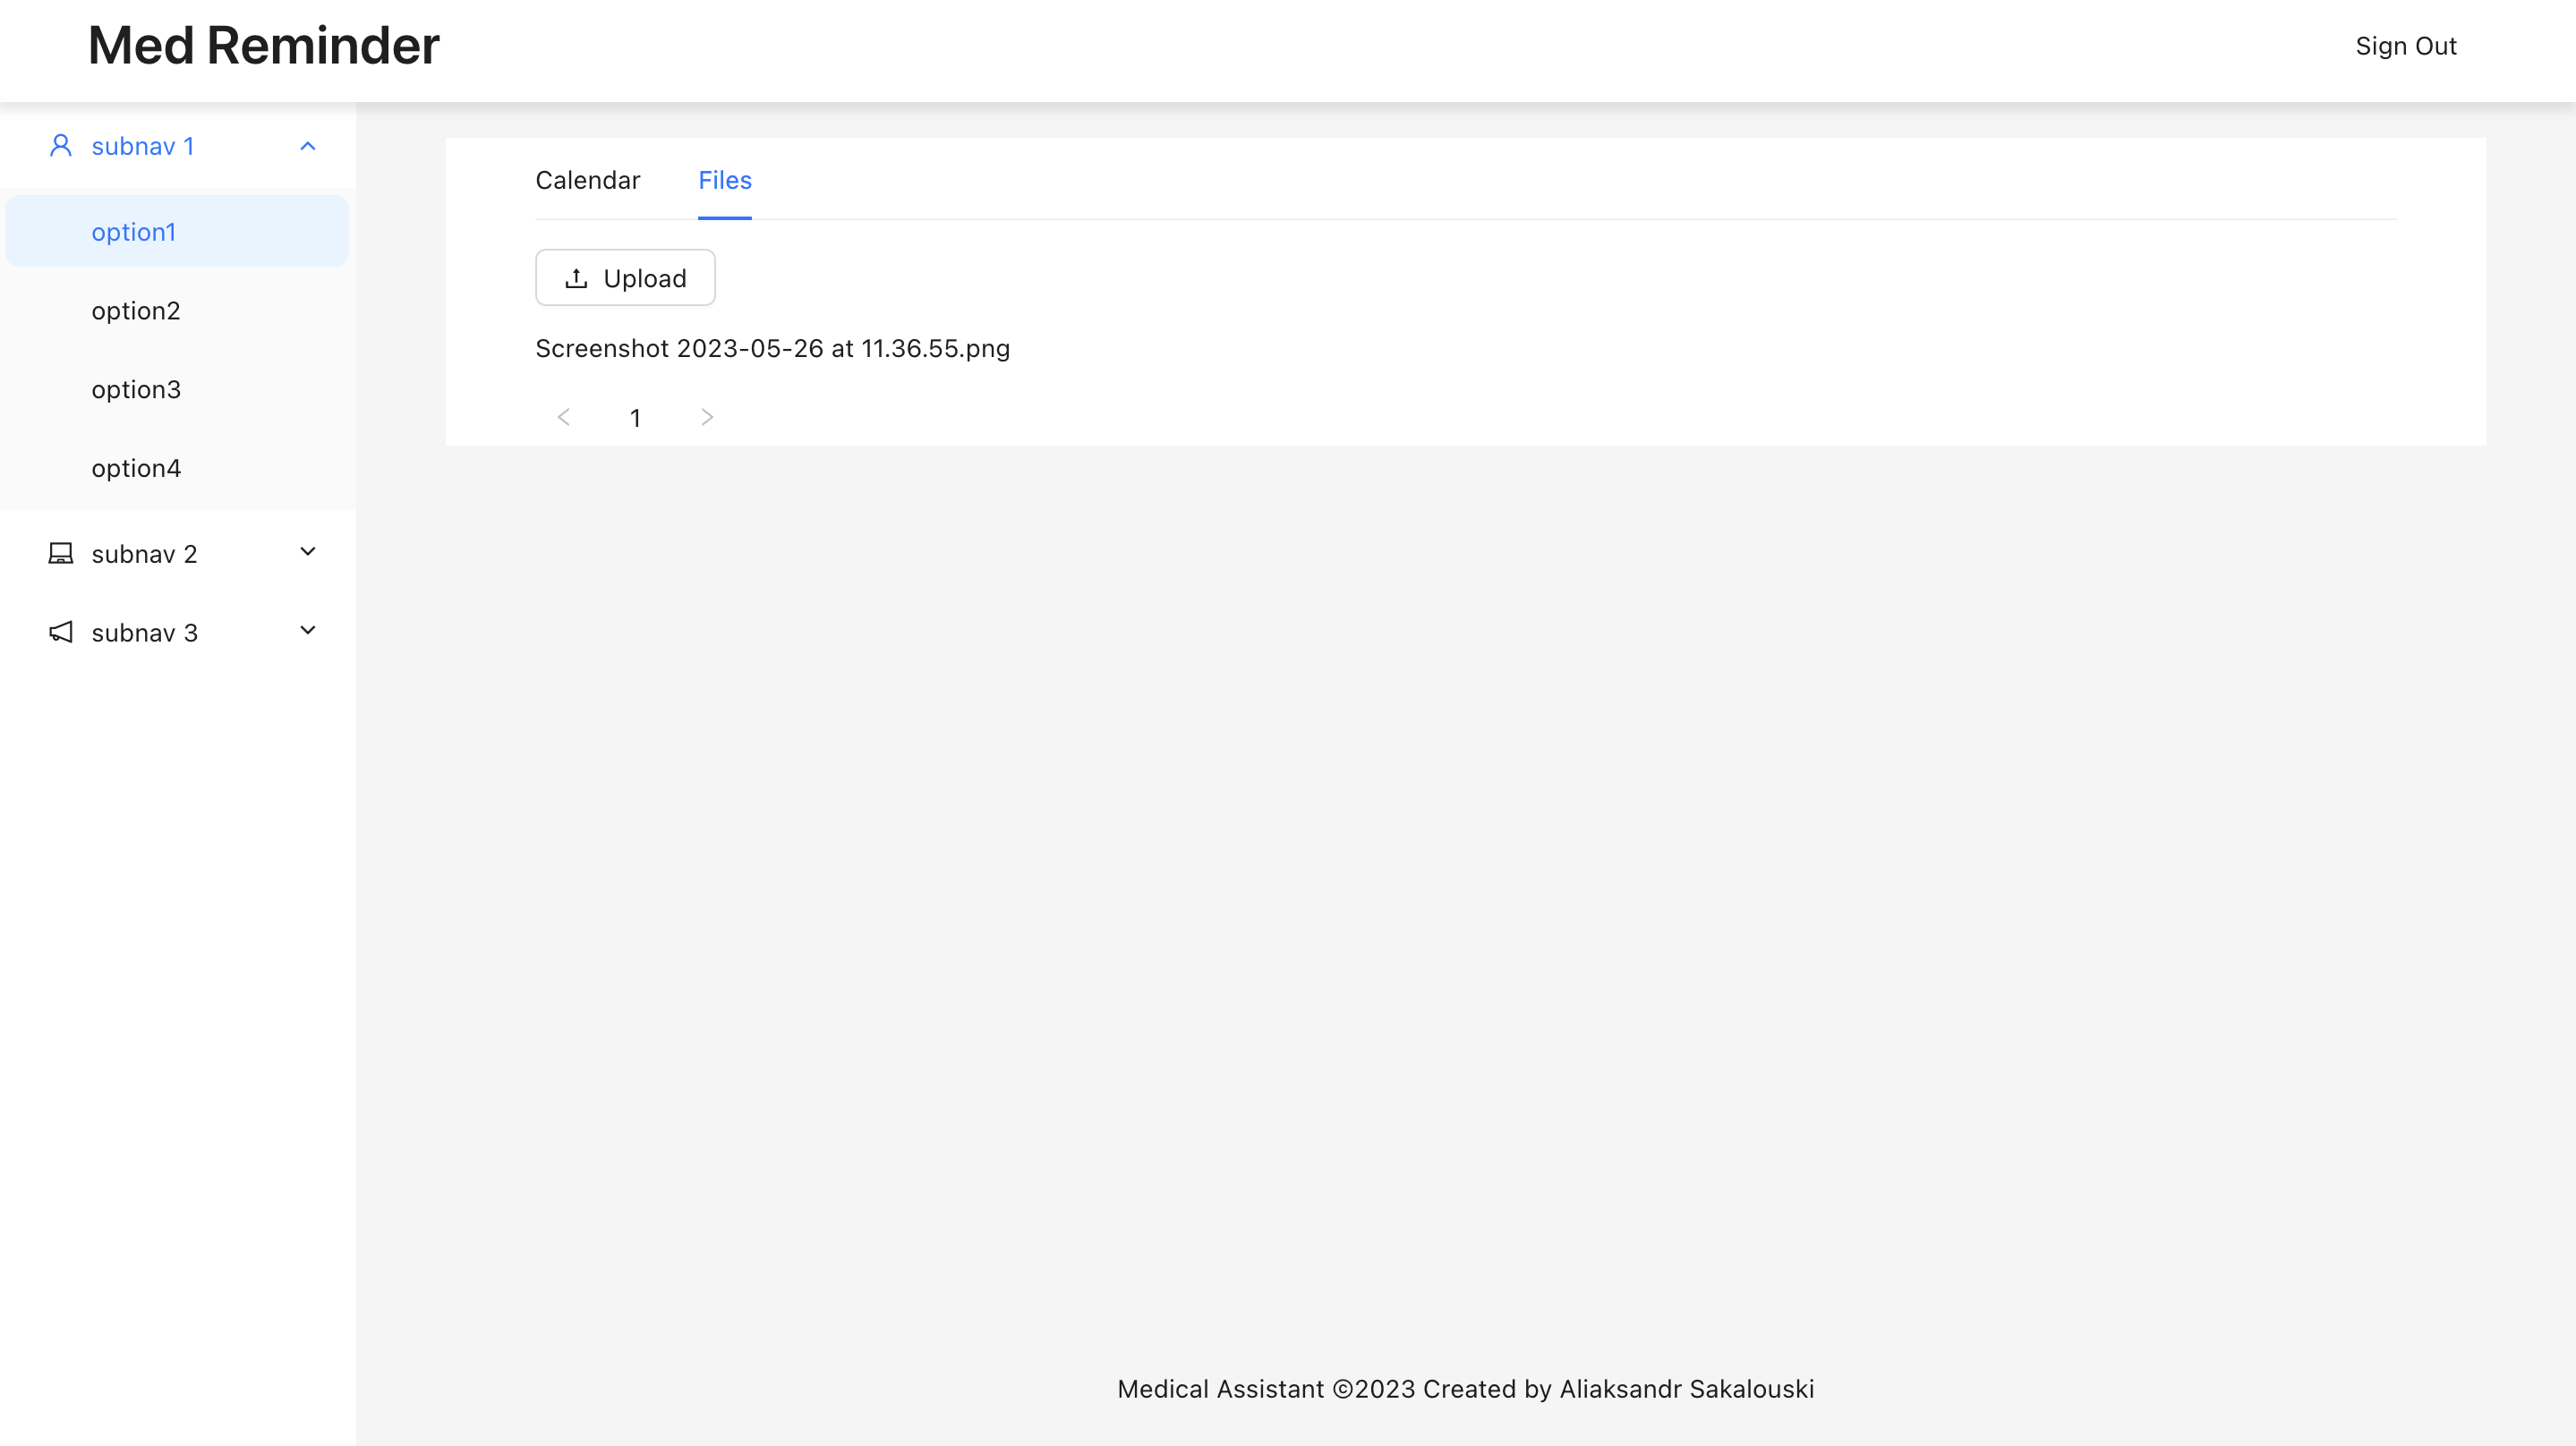 Med Reminder
Sign Out
subnav 1
option1
option2
option3
option4
subnav 2
subnav 3
Calendar Files
Upload
Screenshot 2023-05-26 at 11.36.55.png
1
Medical Assistant ©2023 Created by Aliaksandr Sakalouski